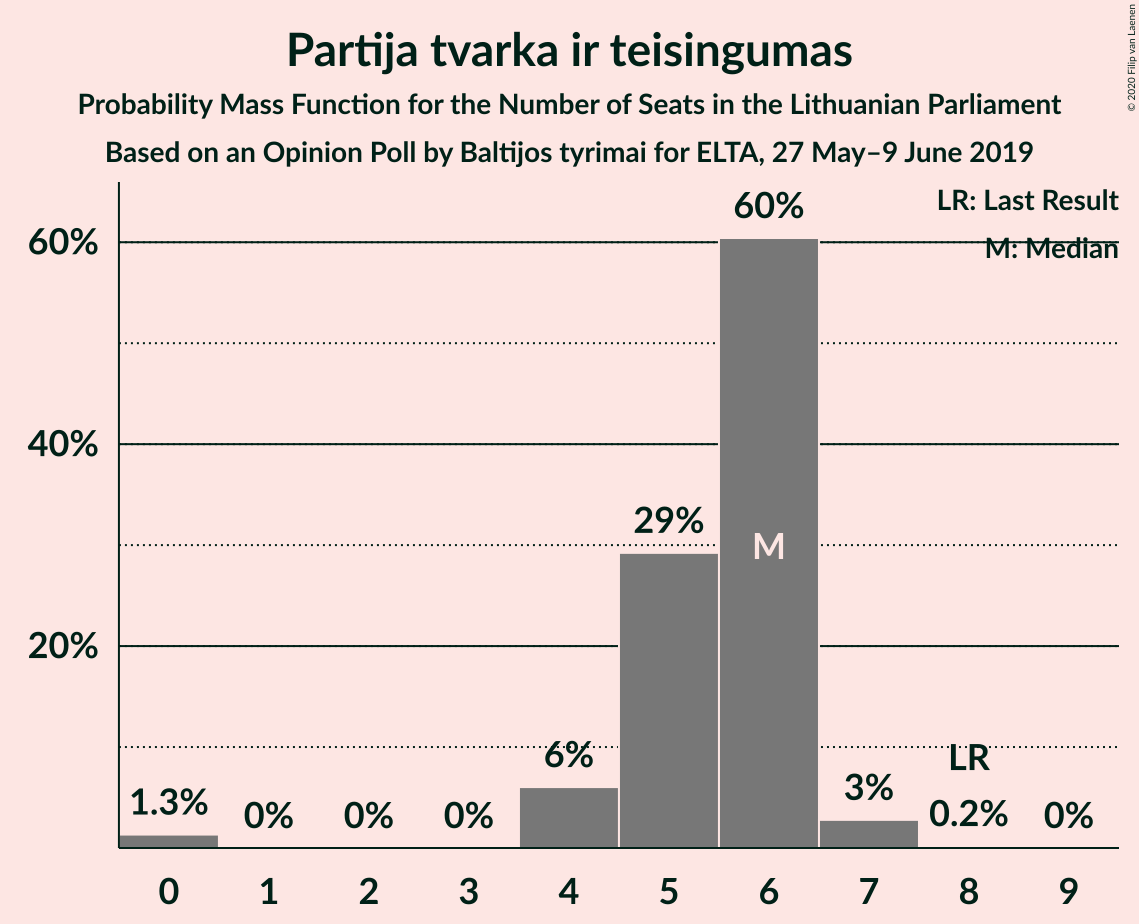 Partija tvarka ir teisingumas
Probability Mass Function for the Number of Seats in the Lithuanian Parliament
Based on an Opinion Poll by Baltijos tyrimai for ELTA, 27 May–9 June 2019
© 2020 Filip van Laenen
LR: Last Result
M: Median
60%
40%
20%
1.3%
0%
0%
0%
6%
29%
60%
M
3%
LR
0.2%
0%
0 1 2 3 4 5 6 7 8 9